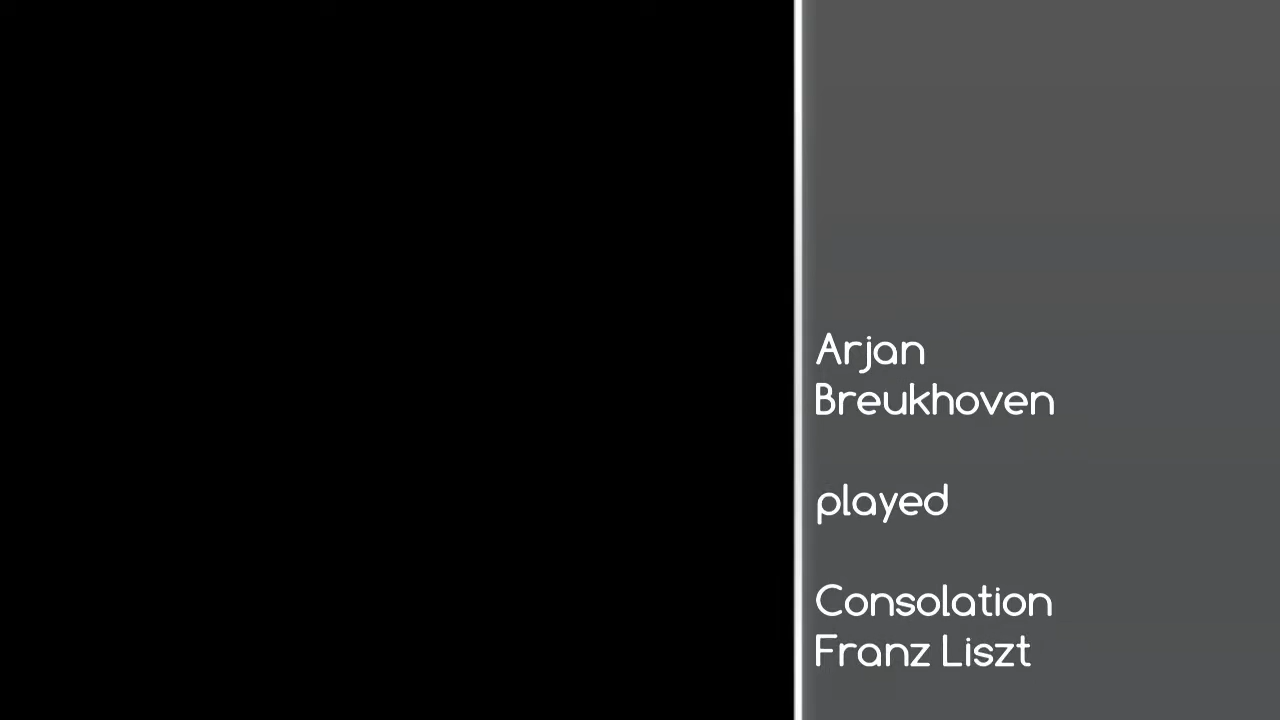 Arjan
Breukhoven
played
Consolation
Franz Liszt